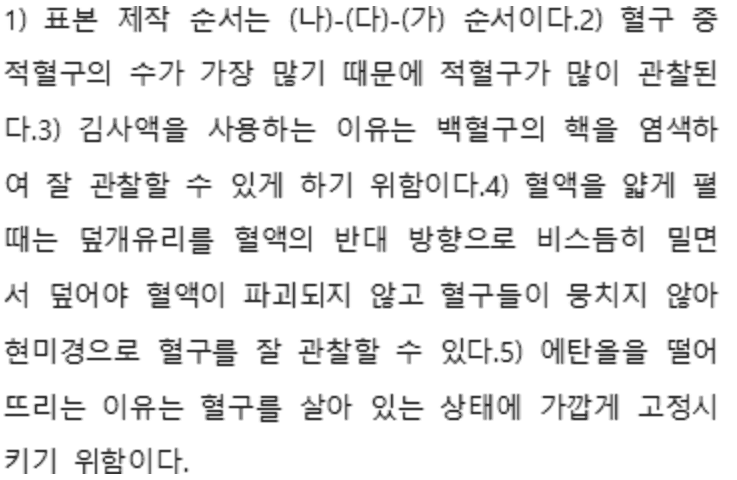 1) 표본 제작 순서는 (나)-(다)-(가) 순서이다.2) 혈구 중
적혈구의 수가 가장 많기 때문에 적혈구가 많이 관찰된
다.3) 김사액을 사용하는 이유는 백혈구의 핵을 염색하
여 잘 관찰할 수 있게 하기 위함이다.4) 혈액을 얇게 펼
때는 덮개유리를 혈액의 반대 방향으로 비스듬히 밀면
서 덮어야 혈액이 파괴되지 않고 혈구들이 뭉치지 않아
현미경으로 혈구를 잘 관찰할 수 있다.5) 에탄올을 떨어
뜨리는 이유는 혈구를 살아 있는 상태에 가깝게 고정시
키기 위함이다.